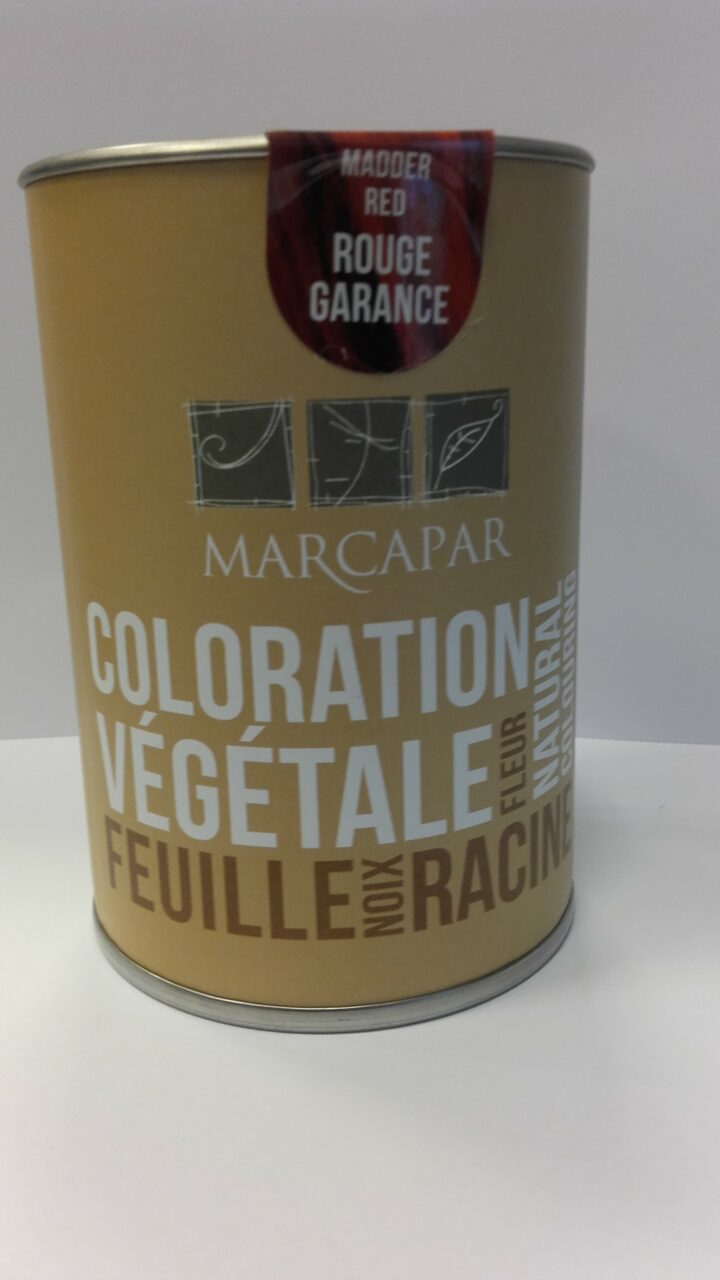 MADDER
RED
ROUGE
GARANCE
MARCAPAR
COLORATION
VÉGÉTALE
FLEUR
NATURAL
COLOURING
FEUILLE
NOIX
RACINE